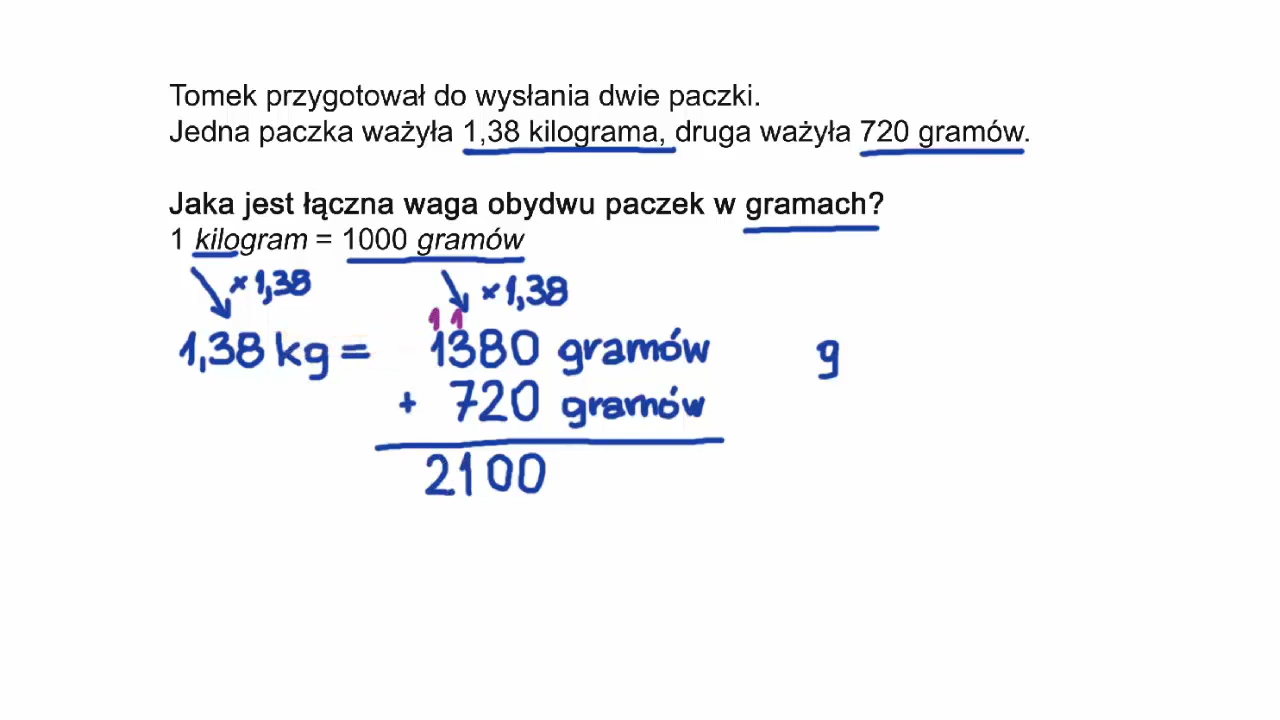 Tomek przygotował do wysłania dwie paczki.
Jedna paczka ważyła 1,38 kilograma, druga ważyła 720 gramów.
Jaka jest łączna waga obydwu paczek w gramach?
1 kilogram = 1000 gramów
× 1,38 × 1,38
1 1
1,38 kg = 1380 gramów g
+ 720 gramów
2100